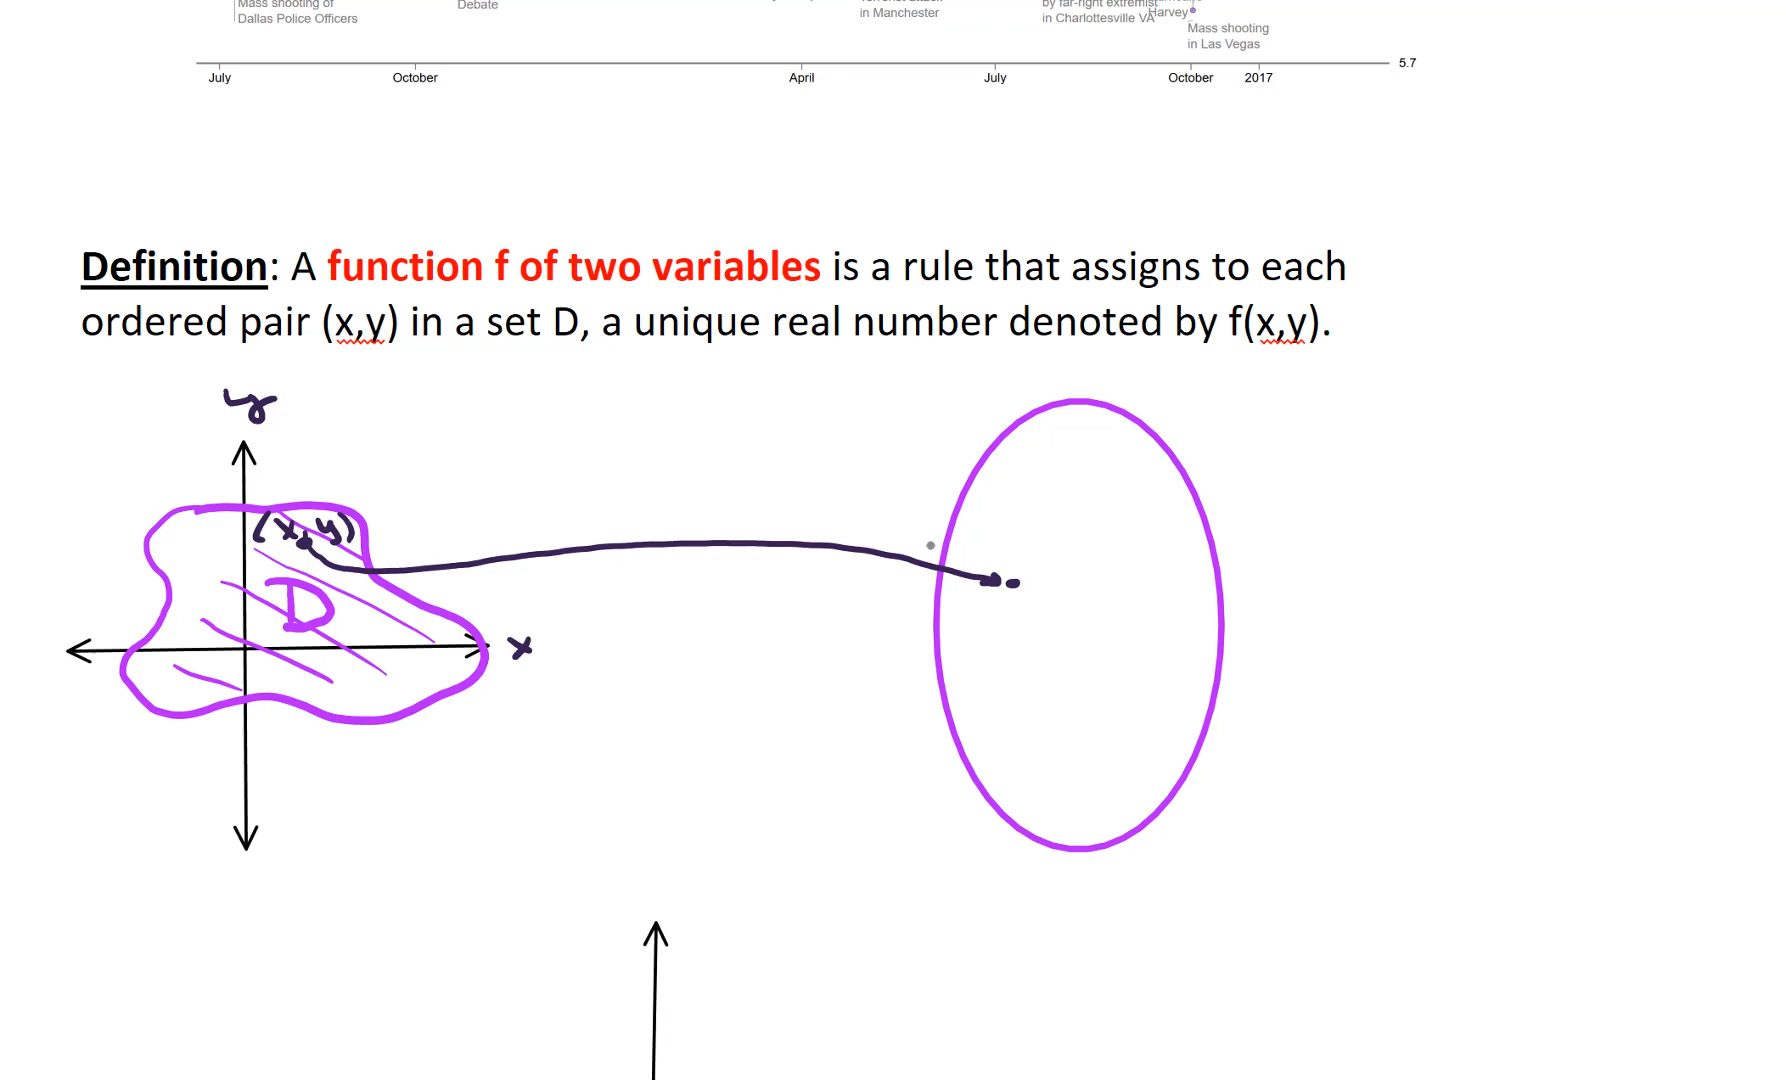 Mass shooting of
Dallas Police Officers
Debate
in Manchester
by far-right extremist
in Charlottesville VA
Harvey
Mass shooting
in Las Vegas
5.7
July October April July October 2017
Definition: A function f of two variables is a rule that assigns to each
ordered pair (x,y) in a set D, a unique real number denoted by f(x,y).
y
(x,y)
D
x